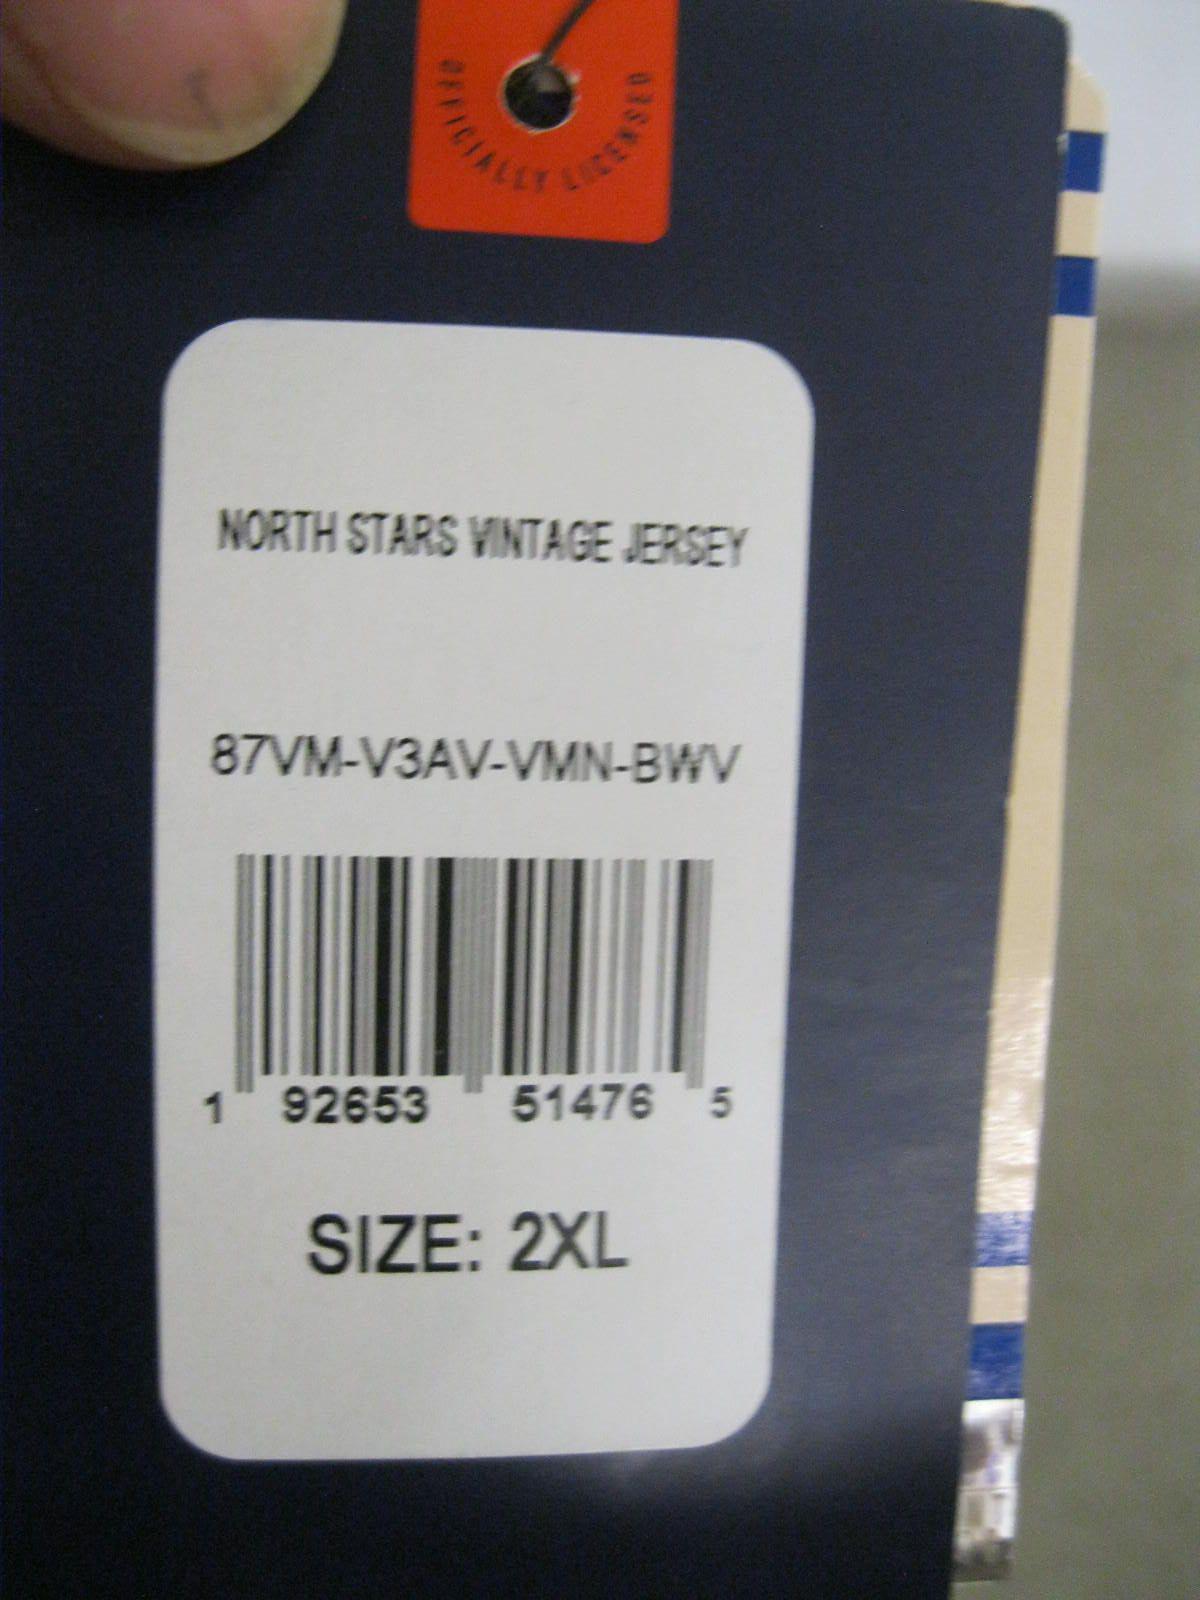 OFFICIALLY LICENSED
NORTH STARS VINTAGE JERSEY
87VM-V3AV-VMN-BWV
1 92653 51476 5
SIZE: 2XL